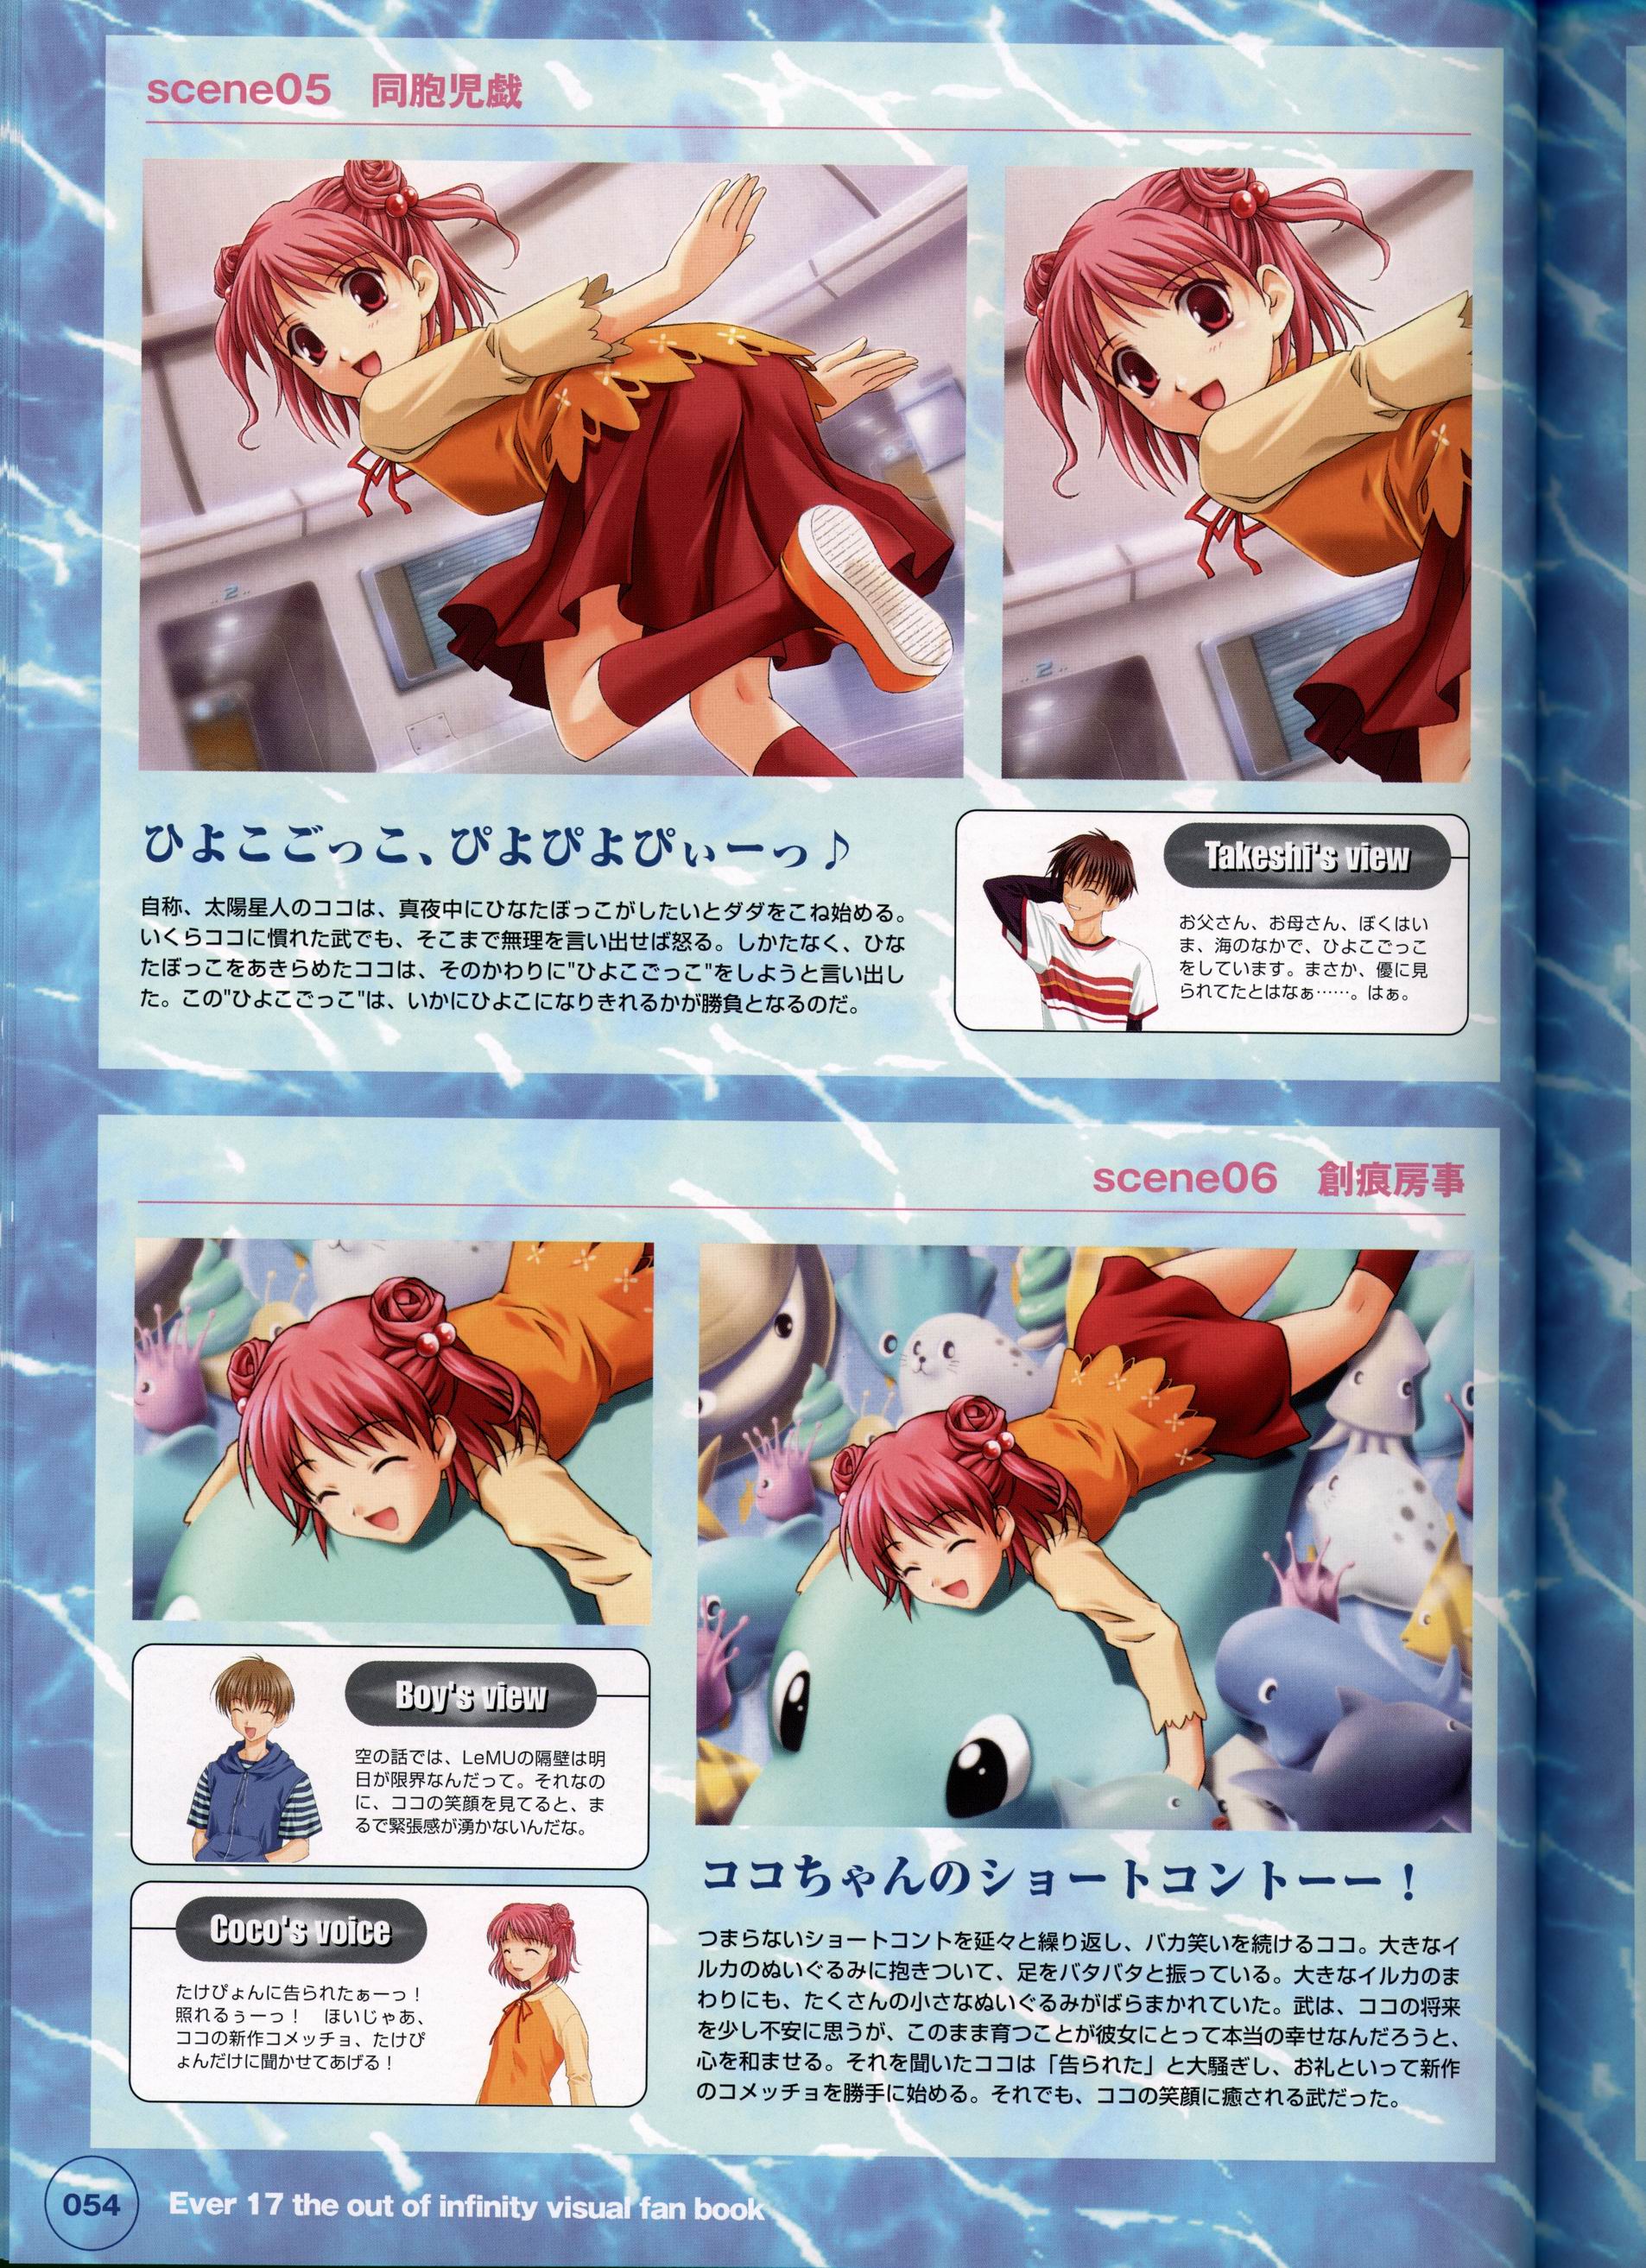 scene05　同胞児戯
2
2
ひよこごっこ、ぴよぴよぴぃーっ♪
自称、太陽星人のココは、真夜中にひなたぼっこがしたいとダダをこね始める。
いくらココに慣れた武でも、そこまで無理を言い出せば怒る。しかたなく、ひな
たぼっこをあきらめたココは、そのかわりに"ひよこごっこ"をしようと言い出し
た。この"ひよこごっこ"は、いかにひよこになりきれるかが勝負となるのだ。
Takeshi's view
お父さん、お母さん、ぼくはい
ま、海のなかで、ひよこごっこ
をしています。まさか、優に見
られてたとはなぁ……。はぁ。
scene06　創痕房事
Boy's view
空の話では、LeMUの隔壁は明
日が限界なんだって。それなの
に、ココの笑顔を見てると、ま
るで緊張感が湧かないんだな。
Coco's voice
たけぴょんに告られたぁーっ！
照れるぅーっ！　ほいじゃあ、
ココの新作コメッチョ、たけぴ
ょんだけに聞かせてあげる！
ココちゃんのショートコントーー！
つまらないショートコントを延々と繰り返し、バカ笑いを続けるココ。大きなイ
ルカのぬいぐるみに抱きついて、足をバタバタと振っている。大きなイルカのま
わりにも、たくさんの小さなぬいぐるみがばらまかれていた。武は、ココの将来
を少し不安に思うが、このまま育つことが彼女にとって本当の幸せなんだろうと、
心を和ませる。それを聞いたココは「告られた」と大騒ぎし、お礼といって新作
のコメッチョを勝手に始める。それでも、ココの笑顔に癒される武だった。
054
Ever 17 the out of infinity visual fan book